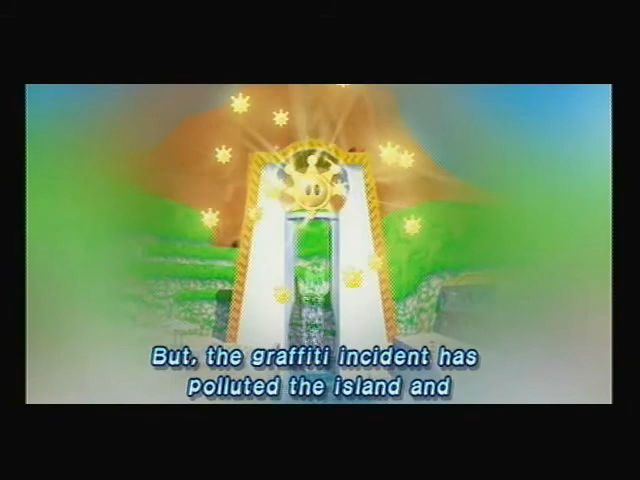 But, the graffiti incident has
polluted the island and